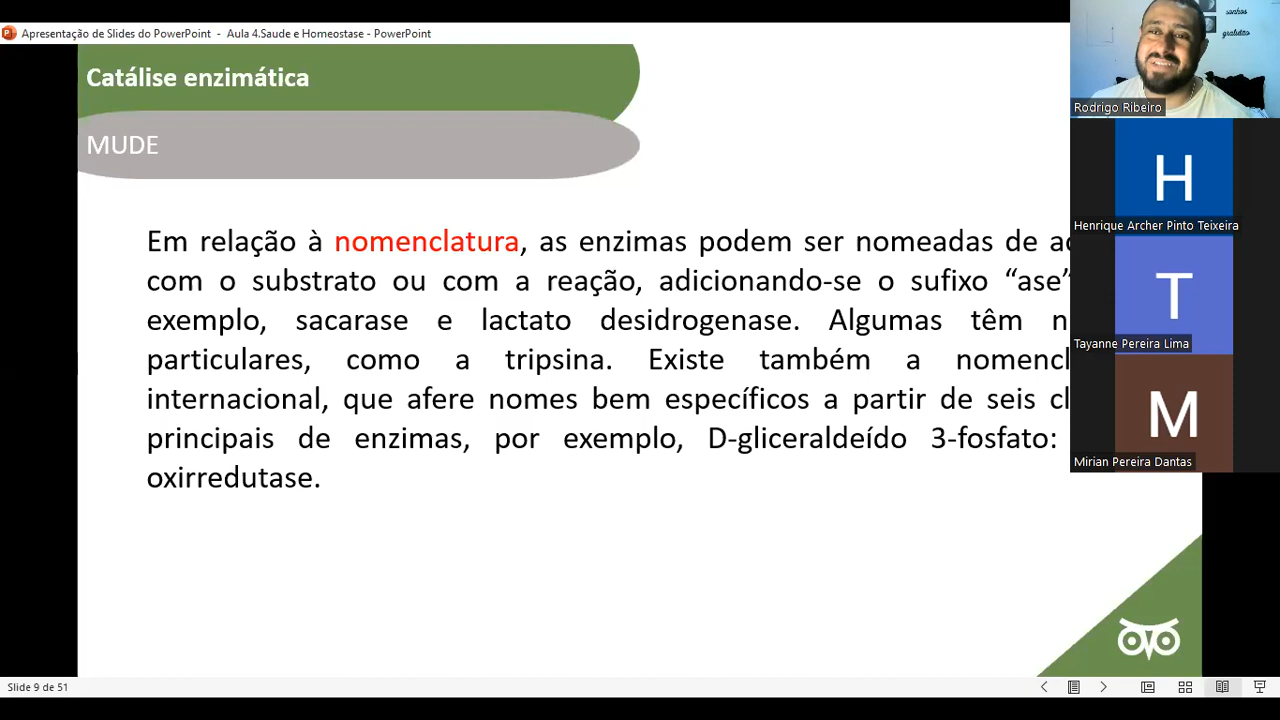 Apresentação de Slides do PowerPoint - Aula 4.Saude e Homeostase - PowerPoint
Catálise enzimática
MUDE
Em relação à nomenclatura, as enzimas podem ser nomeadas de
com o substrato ou com a reação, adicionando-se o sufixo “ase”
exemplo, sacarase e lactato desidrogenase. Algumas têm
particulares, como a tripsina. Existe também a
internacional, que afere nomes bem específicos a partir de seis
principais de enzimas, por exemplo, D-gliceraldeído 3-fosfato:
oxirredutase.
sonhos
gratidão
Rodrigo Ribeiro
H
Henrique Archer Pinto Teixeira
T
Tayanne Pereira Lima
M
Mirian Pereira Dantas
Slide 9 de 51